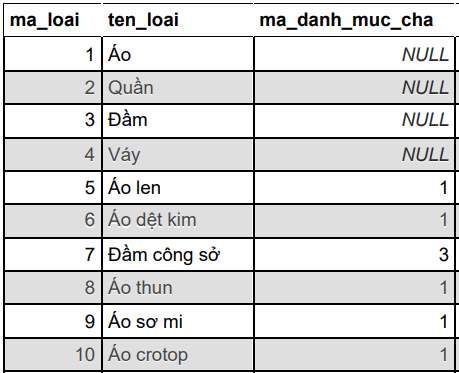 ma_loai ten_loai ma_danh_muc_cha
1 Áo NULL
2 Quần NULL
3 Đầm NULL
4 Váy NULL
5 Áo len 1
6 Áo dệt kim 1
7 Đầm công sở 3
8 Áo thun 1
9 Áo sơ mi 1
10 Áo crotop 1